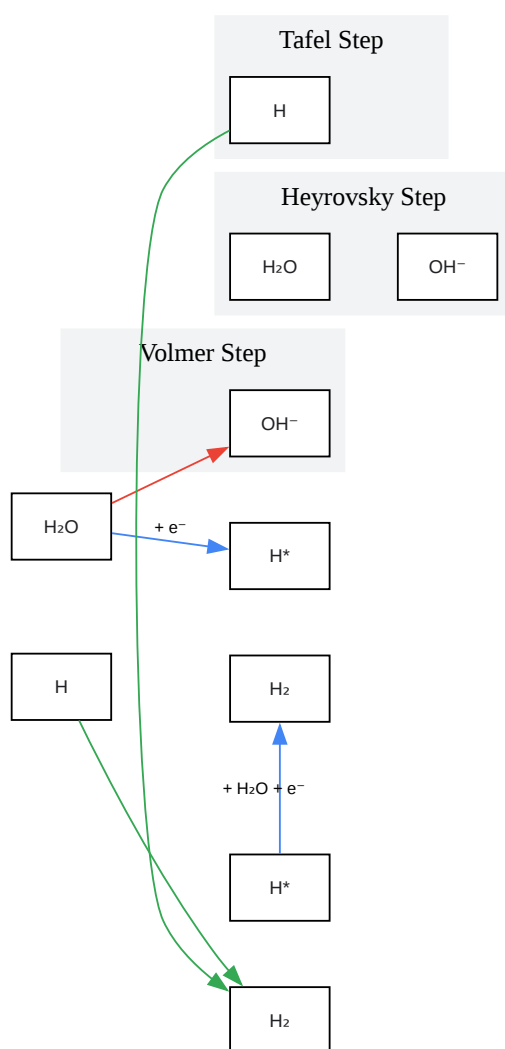 Tafel Step
H
Heyrovsky Step
H₂O
OH⁻
Volmer Step
OH⁻
H₂O
+ e⁻
H*
H
H₂
+ H₂O + e⁻
H*
H₂